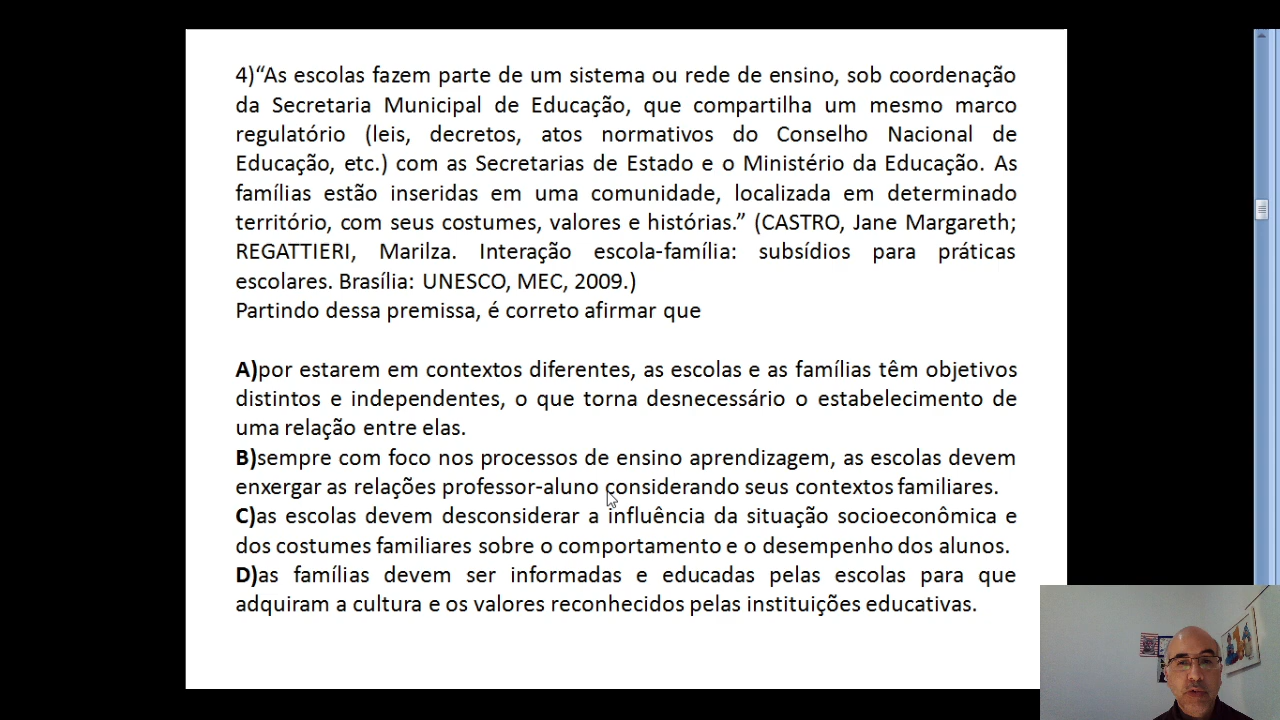 4)“As escolas fazem parte de um sistema ou rede de ensino, sob coordenação
da Secretaria Municipal de Educação, que compartilha um mesmo marco
regulatório (leis, decretos, atos normativos do Conselho Nacional de
Educação, etc.) com as Secretarias de Estado e o Ministério da Educação. As
famílias estão inseridas em uma comunidade, localizada em determinado
território, com seus costumes, valores e histórias.” (CASTRO, Jane Margareth;
REGATTIERI, Marilza. Interação escola-família: subsídios para práticas
escolares. Brasília: UNESCO, MEC, 2009.)
Partindo dessa premissa, é correto afirmar que
A)por estarem em contextos diferentes, as escolas e as famílias têm objetivos
distintos e independentes, o que torna desnecessário o estabelecimento de
uma relação entre elas.
B)sempre com foco nos processos de ensino aprendizagem, as escolas devem
enxergar as relações professor-aluno considerando seus contextos familiares.
C)as escolas devem desconsiderar a influência da situação socioeconômica e
dos costumes familiares sobre o comportamento e o desempenho dos alunos.
D)as famílias devem ser informadas e educadas pelas escolas para que
adquiram a cultura e os valores reconhecidos pelas instituições educativas.